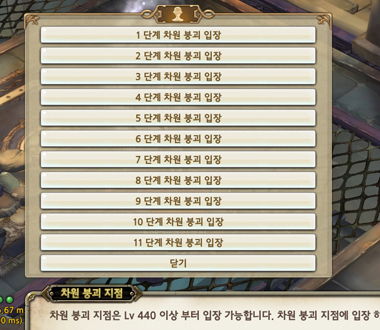 1 단계 차원 붕괴 입장
2 단계 차원 붕괴 입장
3 단계 차원 붕괴 입장
4 단계 차원 붕괴 입장
5 단계 차원 붕괴 입장
6 단계 차원 붕괴 입장
7 단계 차원 붕괴 입장
8 단계 차원 붕괴 입장
9 단계 차원 붕괴 입장
10 단계 차원 붕괴 입장
11 단계 차원 붕괴 입장
닫기
67 m
0 ms)
차원 붕괴 지점
차원 붕괴 지점은 Lv 440 이상 부터 입장 가능합니다. 차원 붕괴 지점에 입장